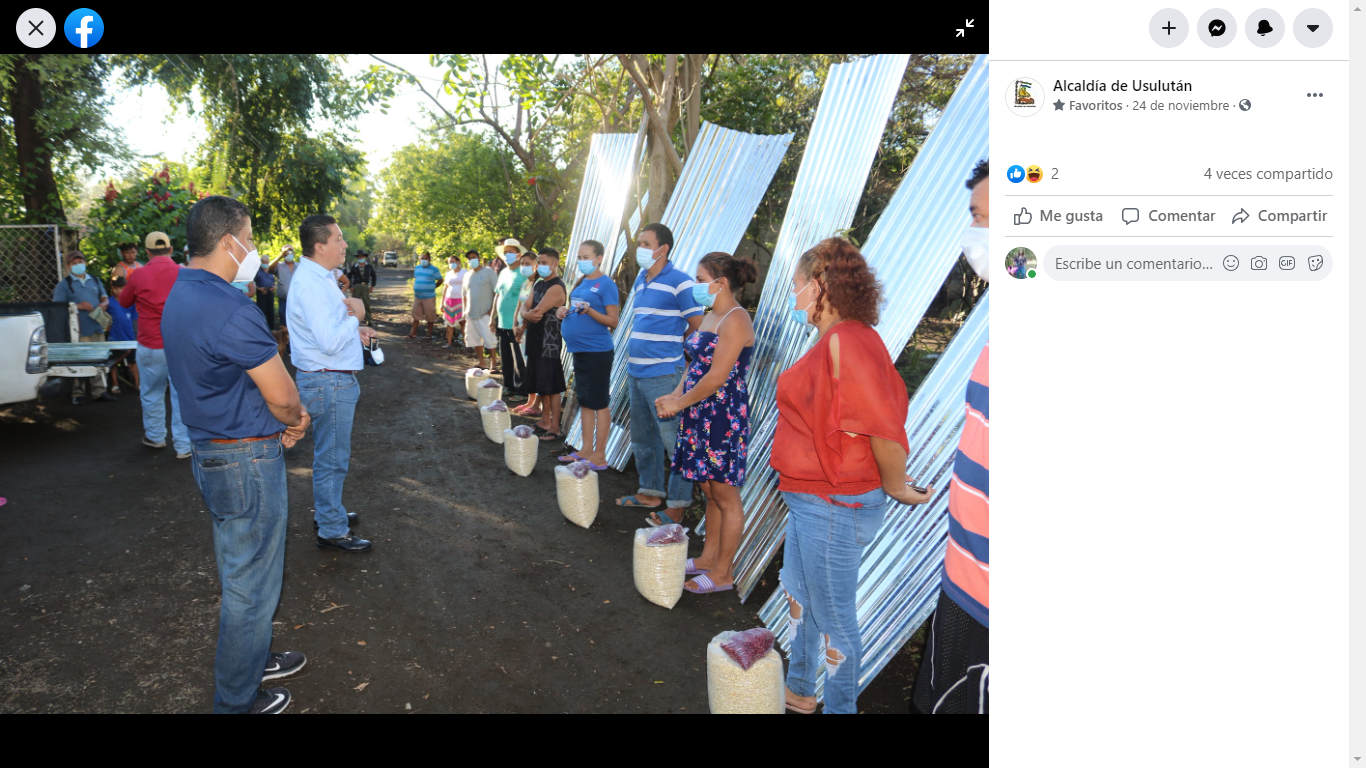 Alcaldía de Usulután
Favoritos · 24 de noviembre ·
2
4 veces compartido
Me gusta
Comentar
Compartir
Escribe un comentario...
GIF